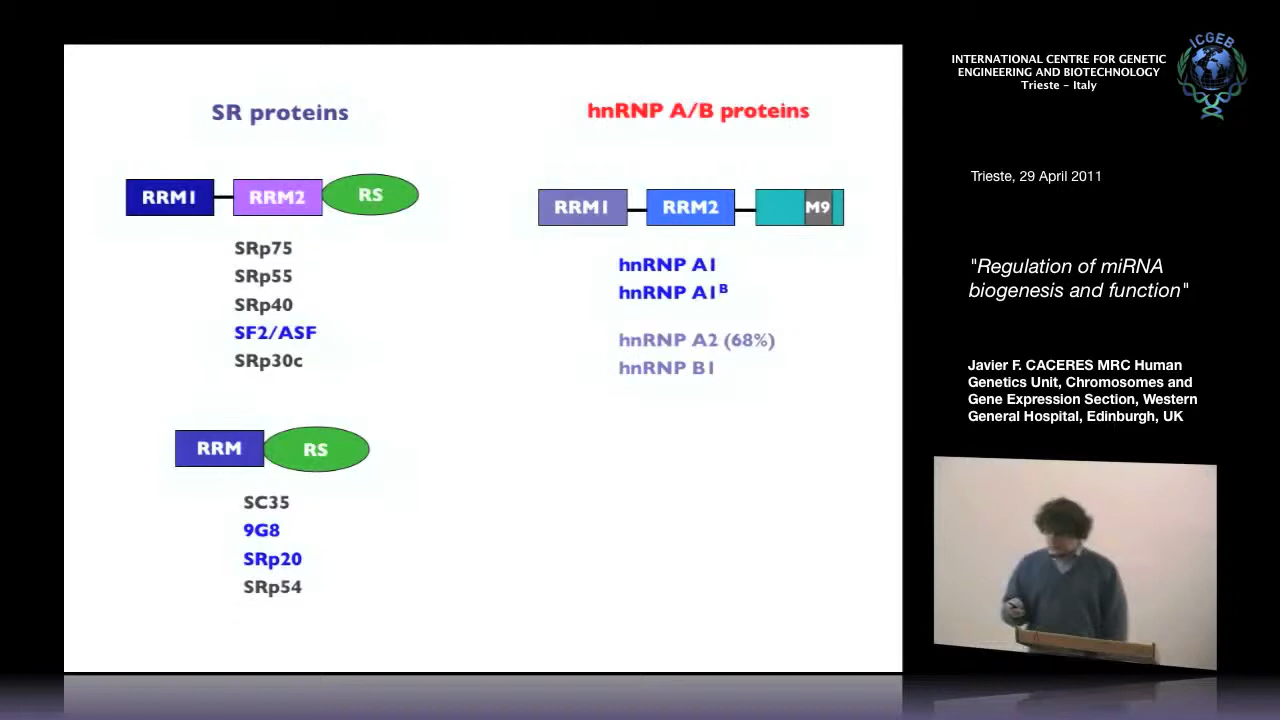 SR proteins
RRM1
RRM2
RS
SRp75
SRp55
SRp40
SF2/ASF
SRp30c
RRM
RS
SC35
9G8
SRp20
SRp54
hnRNP A/B proteins
RRM1
RRM2
M9
hnRNP A1
hnRNP A1ᴮ
hnRNP A2 (68%)
hnRNP B1
INTERNATIONAL CENTRE FOR GENETIC
ENGINEERING AND BIOTECHNOLOGY
Trieste - Italy
ICGEB
Trieste, 29 April 2011
"Regulation of miRNA
biogenesis and function"
Javier F. CACERES MRC Human
Genetics Unit, Chromosomes and
Gene Expression Section, Western
General Hospital, Edinburgh, UK